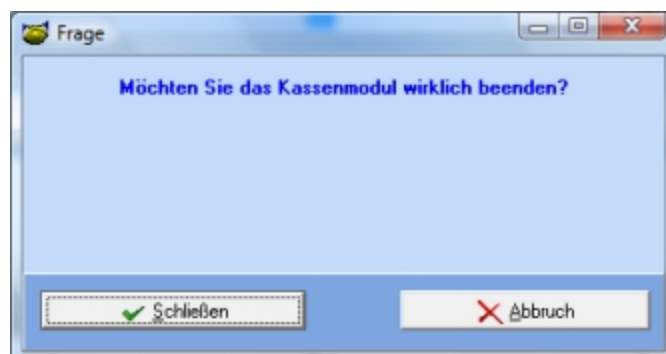 Frage
Möchten Sie das Kassenmodul wirklich beenden?
Schließen
Abbruch